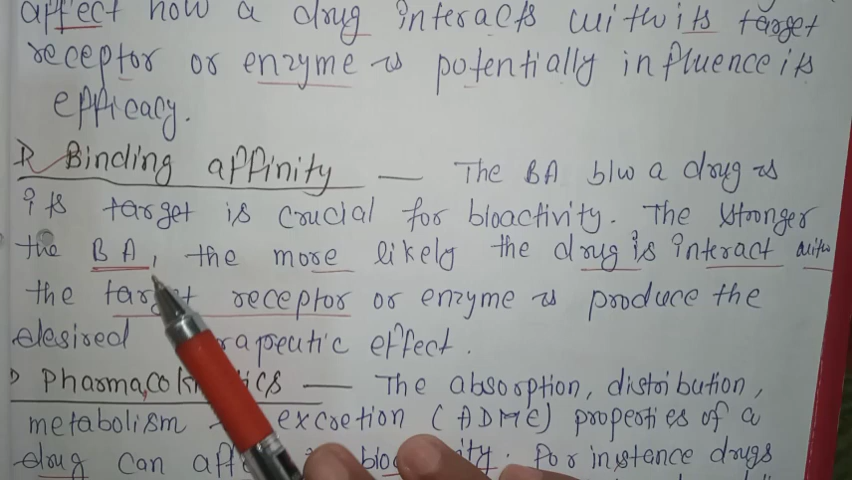 affect how a drug interacts with its target
receptor or enzyme & potentially influence its
efficacy.
Binding affinity — The BA b/w a drug &
its target is crucial for bioactivity. The stronger
the BA, the more likely the drug is interact with
the target receptor or enzyme & produce the
desired rapeutic effect.
Pharmacokinetics — The absorption, distribution,
metabolism excretion (ADME) properties of a
drug can For instance drugs